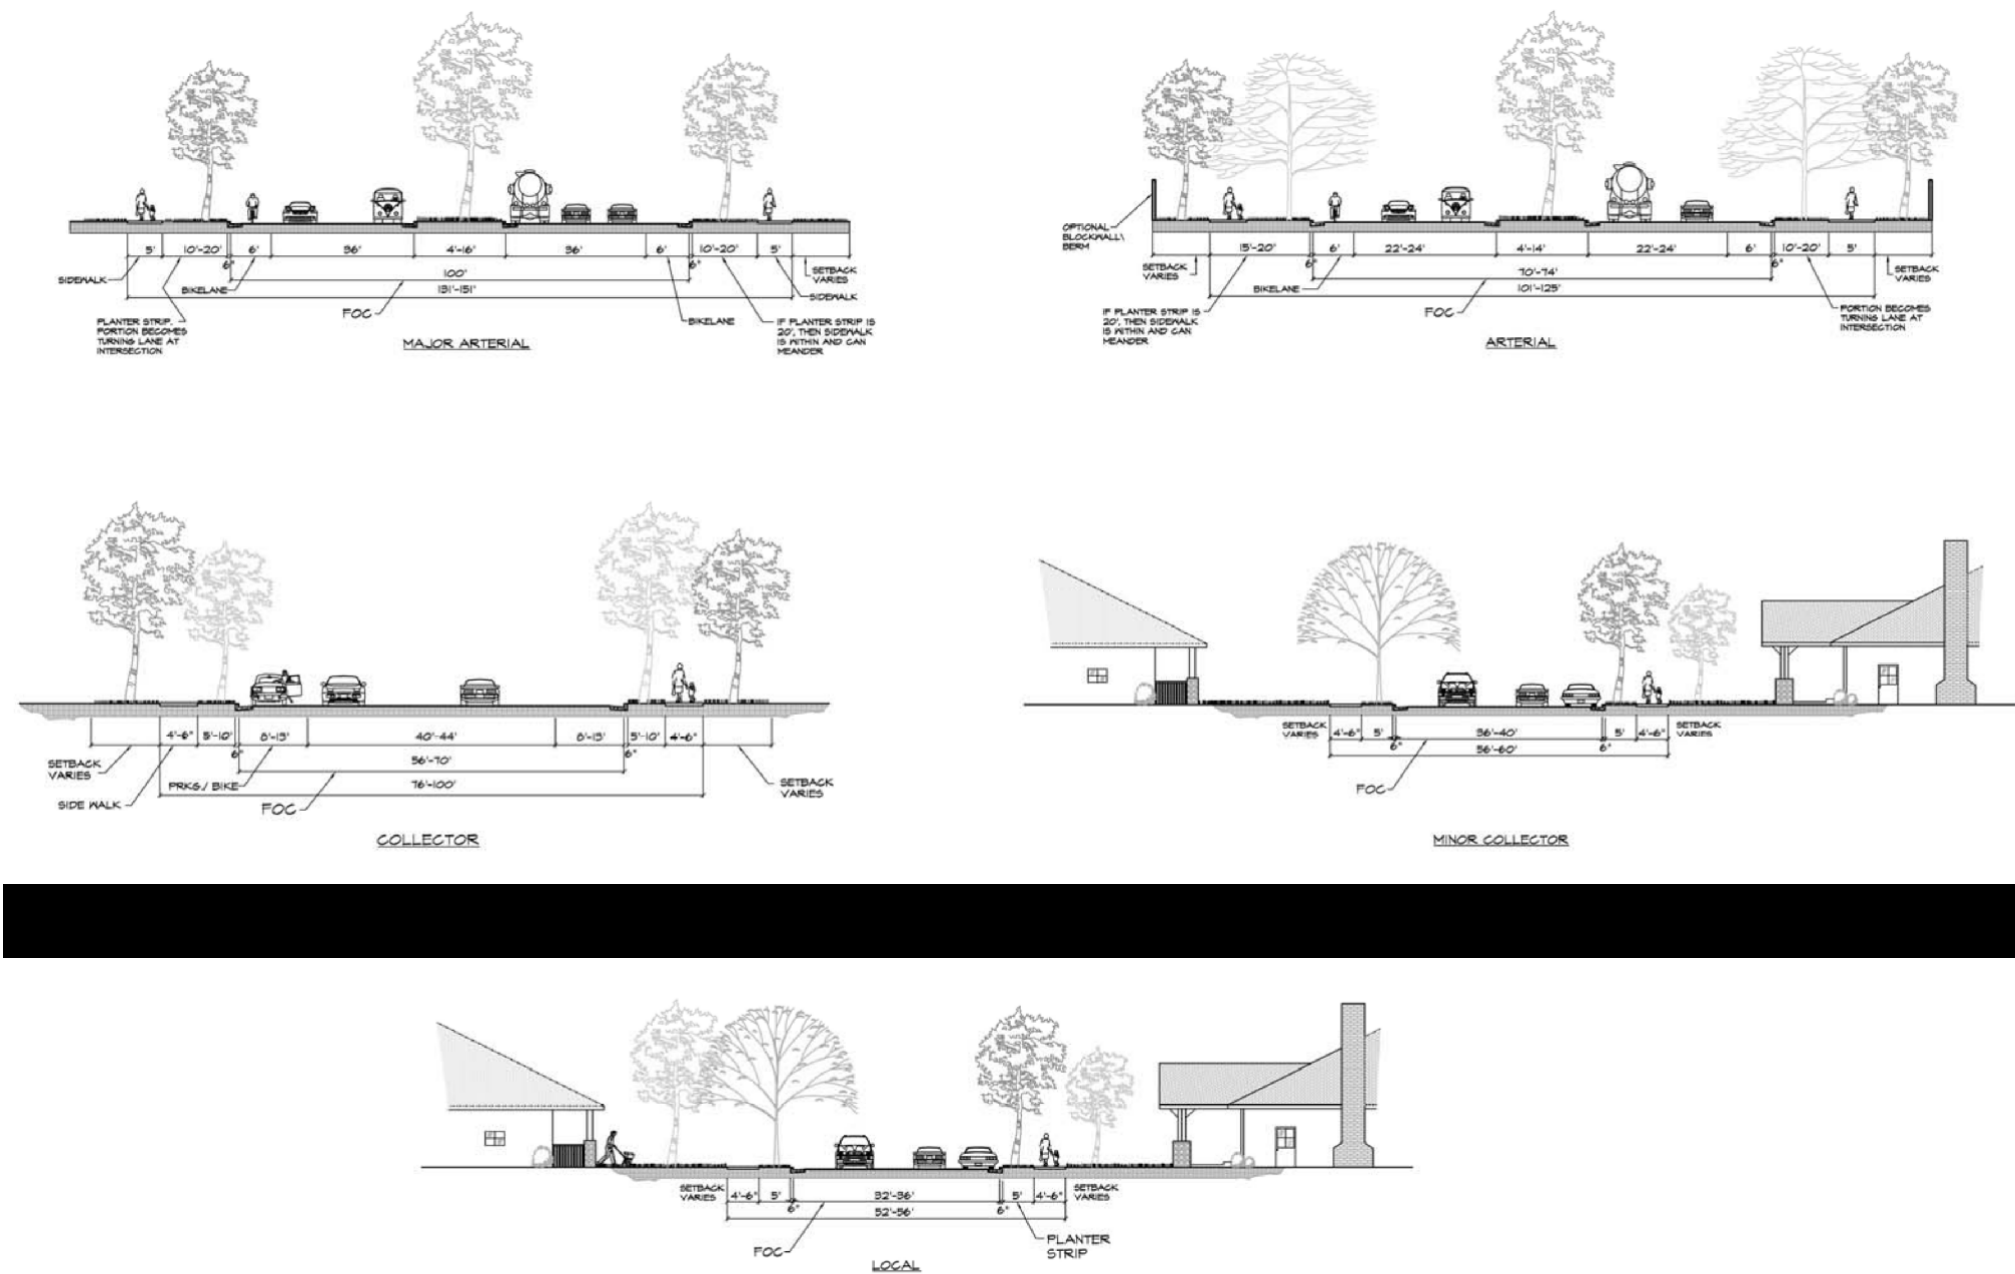 5'
10'-20'
6'
36'
4'-16'
36'
6'
10'-20'
5'
6"
6"
SIDEWALK
100'
SETBACK
VARIES
BIKELANE
131'-151'
SIDEWALK
FOC
PLANTER STRIP.
PORTION BECOMES
TURNING LANE AT
INTERSECTION
BIKELANE
IF PLANTER STRIP IS
20', THEN SIDEWALK
IS WITHIN AND CAN
MEANDER
MAJOR ARTERIAL
OPTIONAL
BLOCKWALL\
BERM
15'-20'
6'
22'-24'
4'-14'
22'-24'
6'
10'-20'
5'
6"
6"
SETBACK
VARIES
70'-74'
SETBACK
VARIES
BIKELANE
101'-125'
IF PLANTER STRIP IS
20', THEN SIDEWALK
IS WITHIN AND CAN
MEANDER
FOC
PORTION BECOMES
TURNING LANE AT
INTERSECTION
ARTERIAL
4'-6"
5'-10'
8'-13'
40'-44'
8'-13'
5'-10'
4'-6"
6"
6"
SETBACK
VARIES
56'-70'
PRKG./ BIKE
76'-100'
SETBACK
VARIES
SIDE WALK
FOC
COLLECTOR
SETBACK
VARIES
4'-6"
5'
36'-40'
5'
4'-6"
SETBACK
VARIES
6"
6"
56'-60'
FOC
MINOR COLLECTOR
SETBACK
VARIES
4'-6"
5'
32'-36'
5'
4'-6"
SETBACK
VARIES
6"
6"
52'-56'
FOC
PLANTER
STRIP
LOCAL